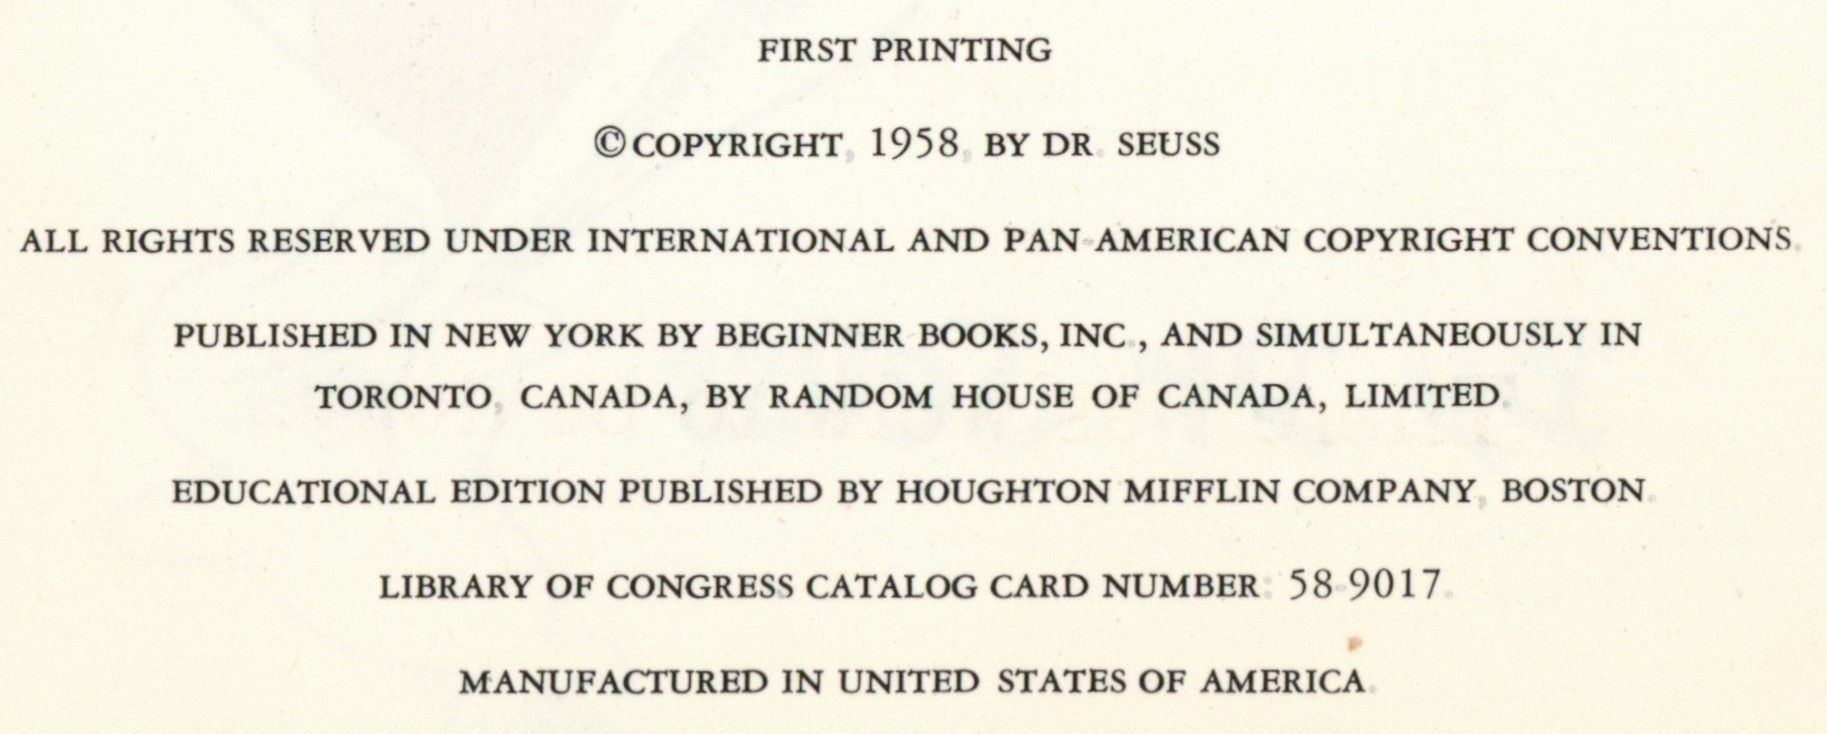 FIRST PRINTING
© COPYRIGHT, 1958, BY DR. SEUSS
ALL RIGHTS RESERVED UNDER INTERNATIONAL AND PAN-AMERICAN COPYRIGHT CONVENTIONS.
PUBLISHED IN NEW YORK BY BEGINNER BOOKS, INC., AND SIMULTANEOUSLY IN
TORONTO, CANADA, BY RANDOM HOUSE OF CANADA, LIMITED.
EDUCATIONAL EDITION PUBLISHED BY HOUGHTON MIFFLIN COMPANY, BOSTON.
LIBRARY OF CONGRESS CATALOG CARD NUMBER: 58-9017.
MANUFACTURED IN UNITED STATES OF AMERICA.